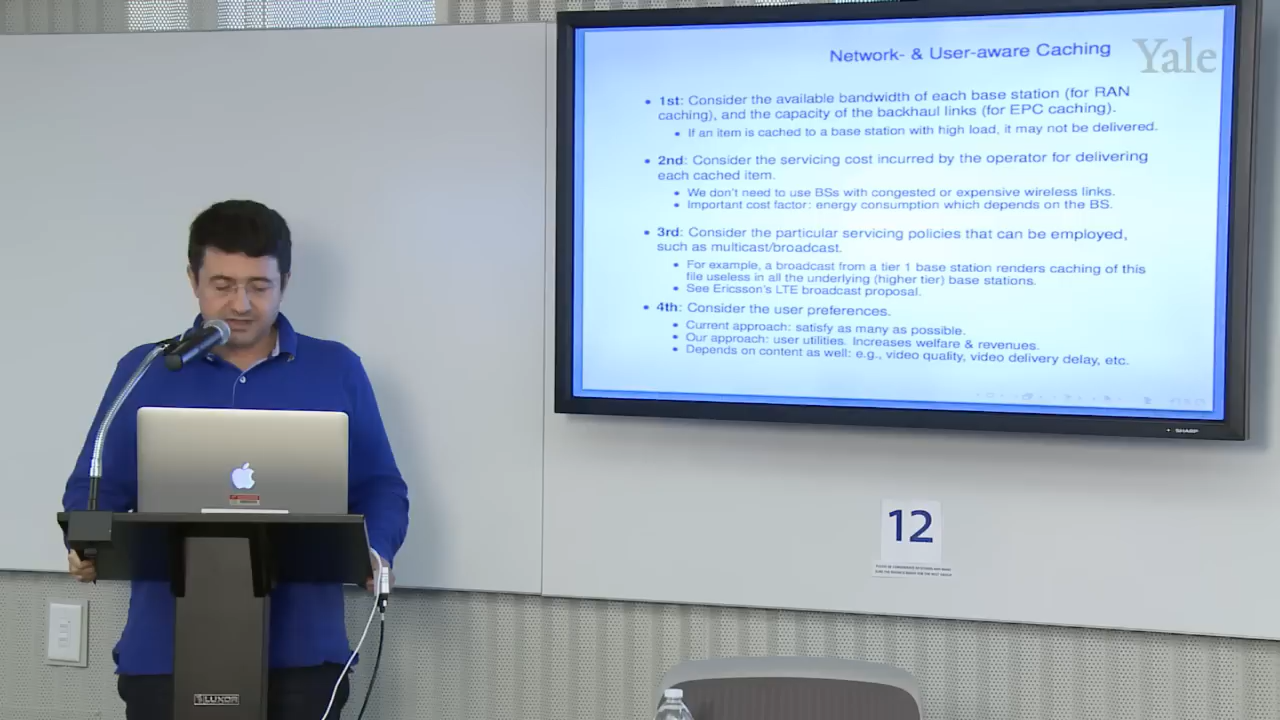 Network- & User-aware Caching
Yale
• 1st: Consider the available bandwidth of each base station (for RAN
caching), and the capacity of the backhaul links (for EPC caching).
• If an item is cached to a base station with high load, it may not be delivered.
• 2nd: Consider the servicing cost incurred by the operator for delivering
each cached item.
• We don't need to use BSs with congested or expensive wireless links.
• Important cost factor: energy consumption which depends on the BS.
• 3rd: Consider the particular servicing policies that can be employed,
such as multicast/broadcast.
• For example, a broadcast from a tier 1 base station renders caching of this
file useless in all the underlying (higher tier) base stations.
• See Ericsson's LTE broadcast proposal.
• 4th: Consider the user preferences.
• Current approach: satisfy as many as possible.
• Our approach: user utilities. Increases welfare & revenues.
• Depends on content as well: e.g., video quality, video delivery delay, etc.
SHARP
12
LUXOR